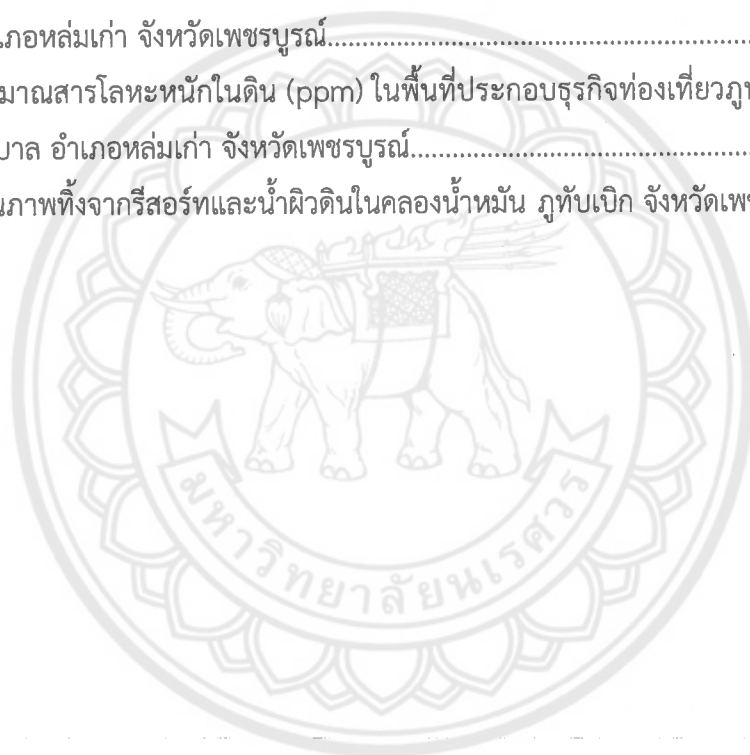 ภอหล่มเก่า จังหวัดเพชรบูรณ์
มาณสารโลหะหนักในดิน (ppm) ในพื้นที่ประกอบธุรกิจท่องเที่ยวภู
บาล อำเภอหล่มเก่า จังหวัดเพชรบูรณ์
ภาพทิ้งจากรีสอร์ทและน้ำผิวดินในคลองน้ำหมัน ภูทับเบิก จังหวัดเพช
มหาวิทยาลัยนเรศวร